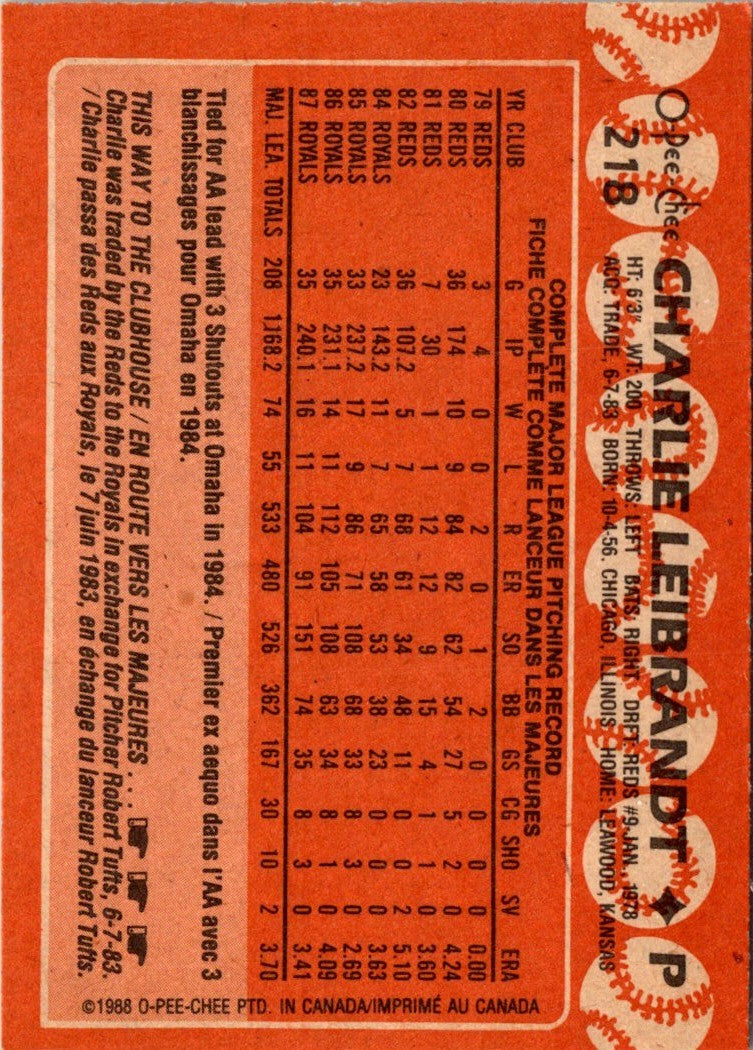 O-Pee-Chee
218
CHARLIE LEIBRANDT ♦ P
HT: 6'3" WT: 200 THROWS: LEFT BATS: RIGHT DRFT: REDS #9-JAN., 1978
ACQ: TRADE, 6-7-83 BORN: 10-4-56, CHICAGO, ILLINOIS HOME: LEAWOOD, KANSAS
COMPLETE MAJOR LEAGUE PITCHING RECORD
FICHE COMPLÈTE COMME LANCEUR DANS LES MAJEURES
YR CLUB G IP W L R ER SO BB GS CG SHO SV ERA
79 REDS 3 4 0 0 2 0 1 2 0 0 0 0 0.00
80 REDS 36 174 10 9 84 82 62 54 27 5 2 0 4.24
81 REDS 7 30 1 1 12 12 9 15 4 1 1 0 3.60
82 REDS 36 107.2 5 7 68 61 34 48 11 0 0 2 5.10
84 ROYALS 23 143.2 11 7 65 58 53 38 23 0 0 0 3.63
85 ROYALS 33 237.2 17 9 86 71 108 68 33 8 3 0 2.69
86 ROYALS 35 231.1 14 11 112 105 108 63 34 8 1 0 4.09
87 ROYALS 35 240.1 16 11 104 91 151 74 35 8 3 0 3.41
MAJ. LEA. TOTALS 208 1168.2 74 55 533 480 526 362 167 30 10 2 3.70
Tied for AA lead with 3 Shutouts at Omaha in 1984. / Premier ex aequo dans l'AA avec 3
blanchissages pour Omaha en 1984.
THIS WAY TO THE CLUBHOUSE / EN ROUTE VERS LES MAJEURES . . .
Charlie was traded by the Reds to the Royals in exchange for Pitcher Robert Tufts, 6-7-83.
/ Charlie passa des Reds aux Royals, le 7 juin 1983, en échange du lanceur Robert Tufts.
©1988 O-PEE-CHEE PTD. IN CANADA/IMPRIMÉ AU CANADA